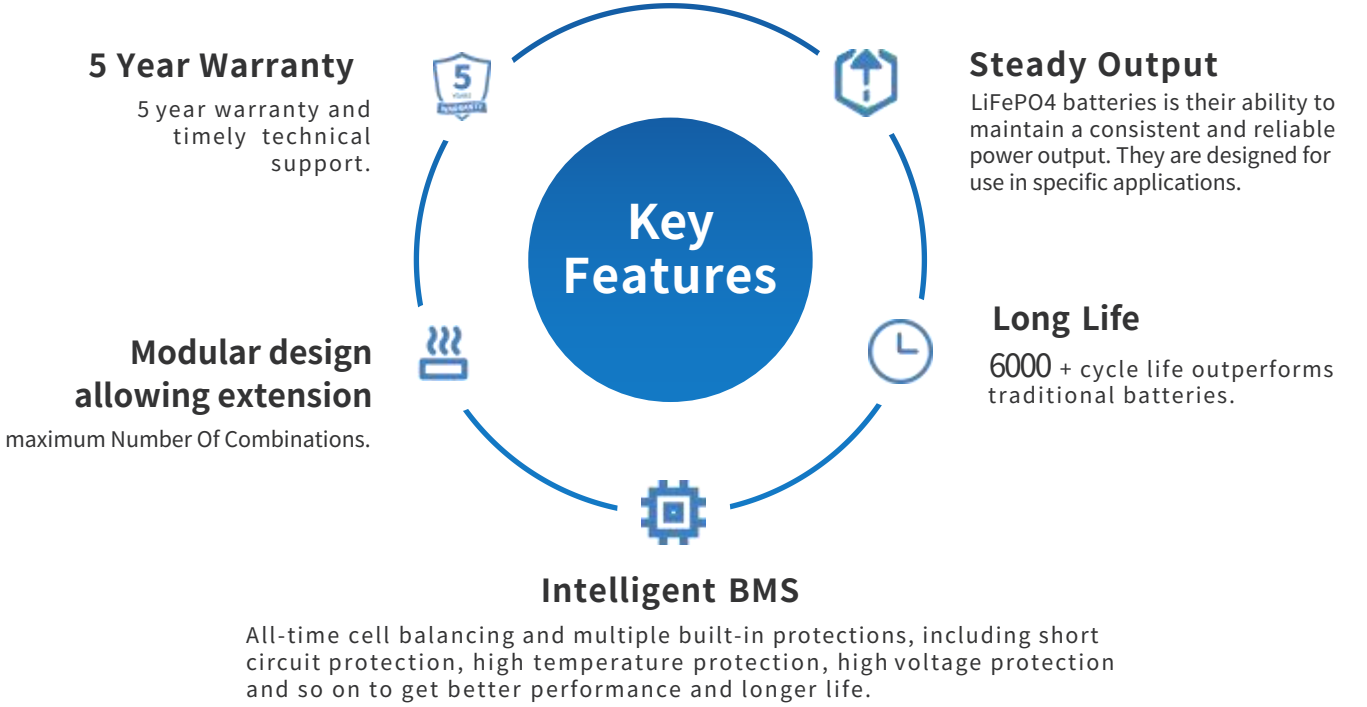 5 Year Warranty
5 year warranty and
timely technical
support.
5
Steady Output
LiFePO4 batteries is their ability to
maintain a consistent and reliable
power output. They are designed for
use in specific applications.
Key
Features
Modular design
allowing extension
maximum Number Of Combinations.
Long Life
6000 + cycle life outperforms
traditional batteries.
Intelligent BMS
All-time cell balancing and multiple built-in protections, including short
circuit protection, high temperature protection, high voltage protection
and so on to get better performance and longer life.